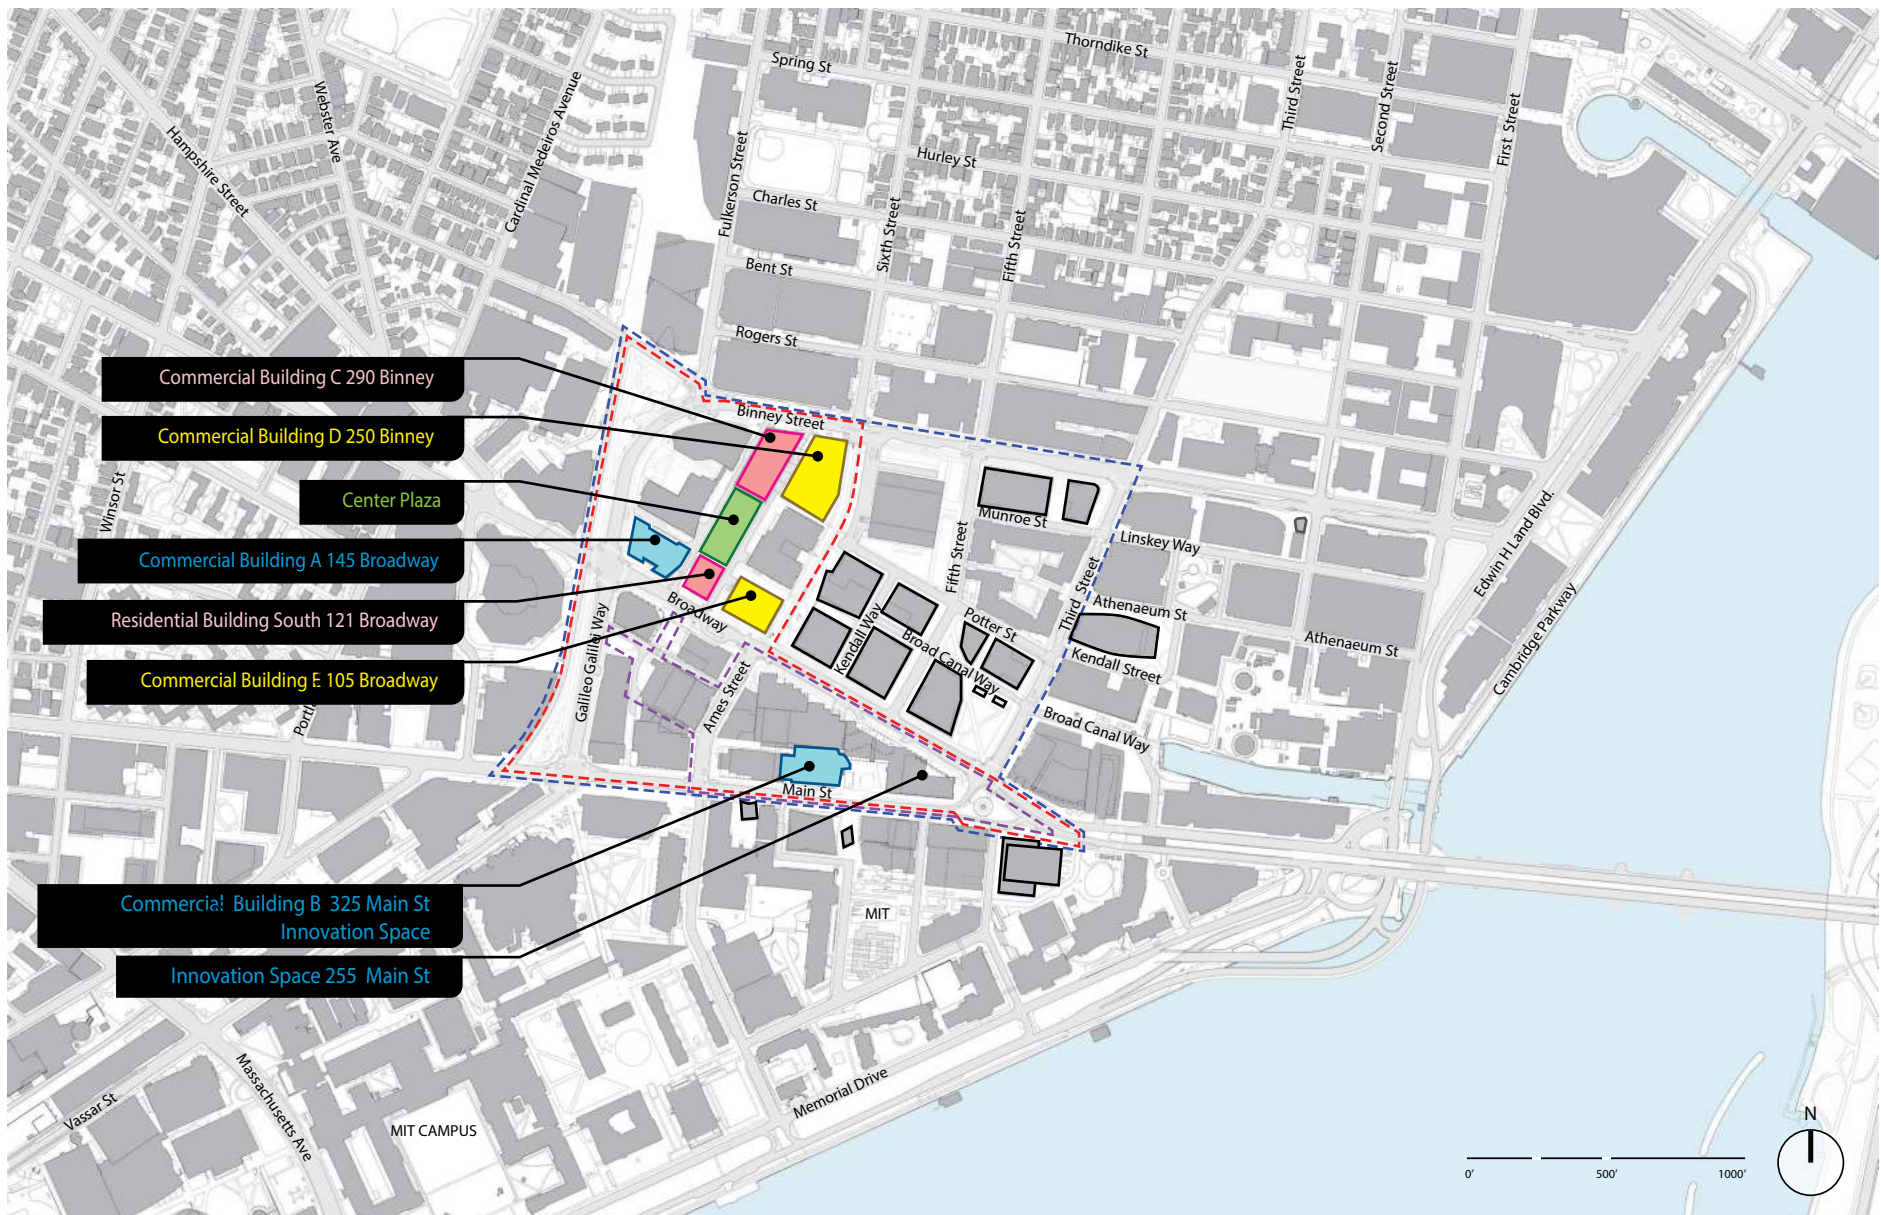 Thorndike St
Spring St
Third Street
Second Street
First Street
Webster Ave
Hampshire Street
Cardinal Medeiros Avenue
Fulkerson Street
Hurley St
Charles St
Sixth Street
Fifth Street
Bent St
Rogers St
Commercial Building C 290 Binney
Binney Street
Commercial Building D 250 Binney
Winsor St
Center Plaza
Munroe St
Linskey Way
Edwin H Land Blvd.
Commercial Building A 145 Broadway
Fifth Street
Third Street
Cambridge Parkway
Residential Building South 121 Broadway
Broadway
Galileo Galilei Way
Kendall Way
Broad Canal Way
Potter St
Athenaeum St
Athenaeum St
Kendall Street
Commercial Building E 105 Broadway
Ames Street
Broad Canal Way
Main St
Commercial Building B 325 Main St
Innovation Space
MIT
Innovation Space 255 Main St
Memorial Drive
Massachusetts Ave
Vassar St
MIT CAMPUS
N
0' 500' 1000'